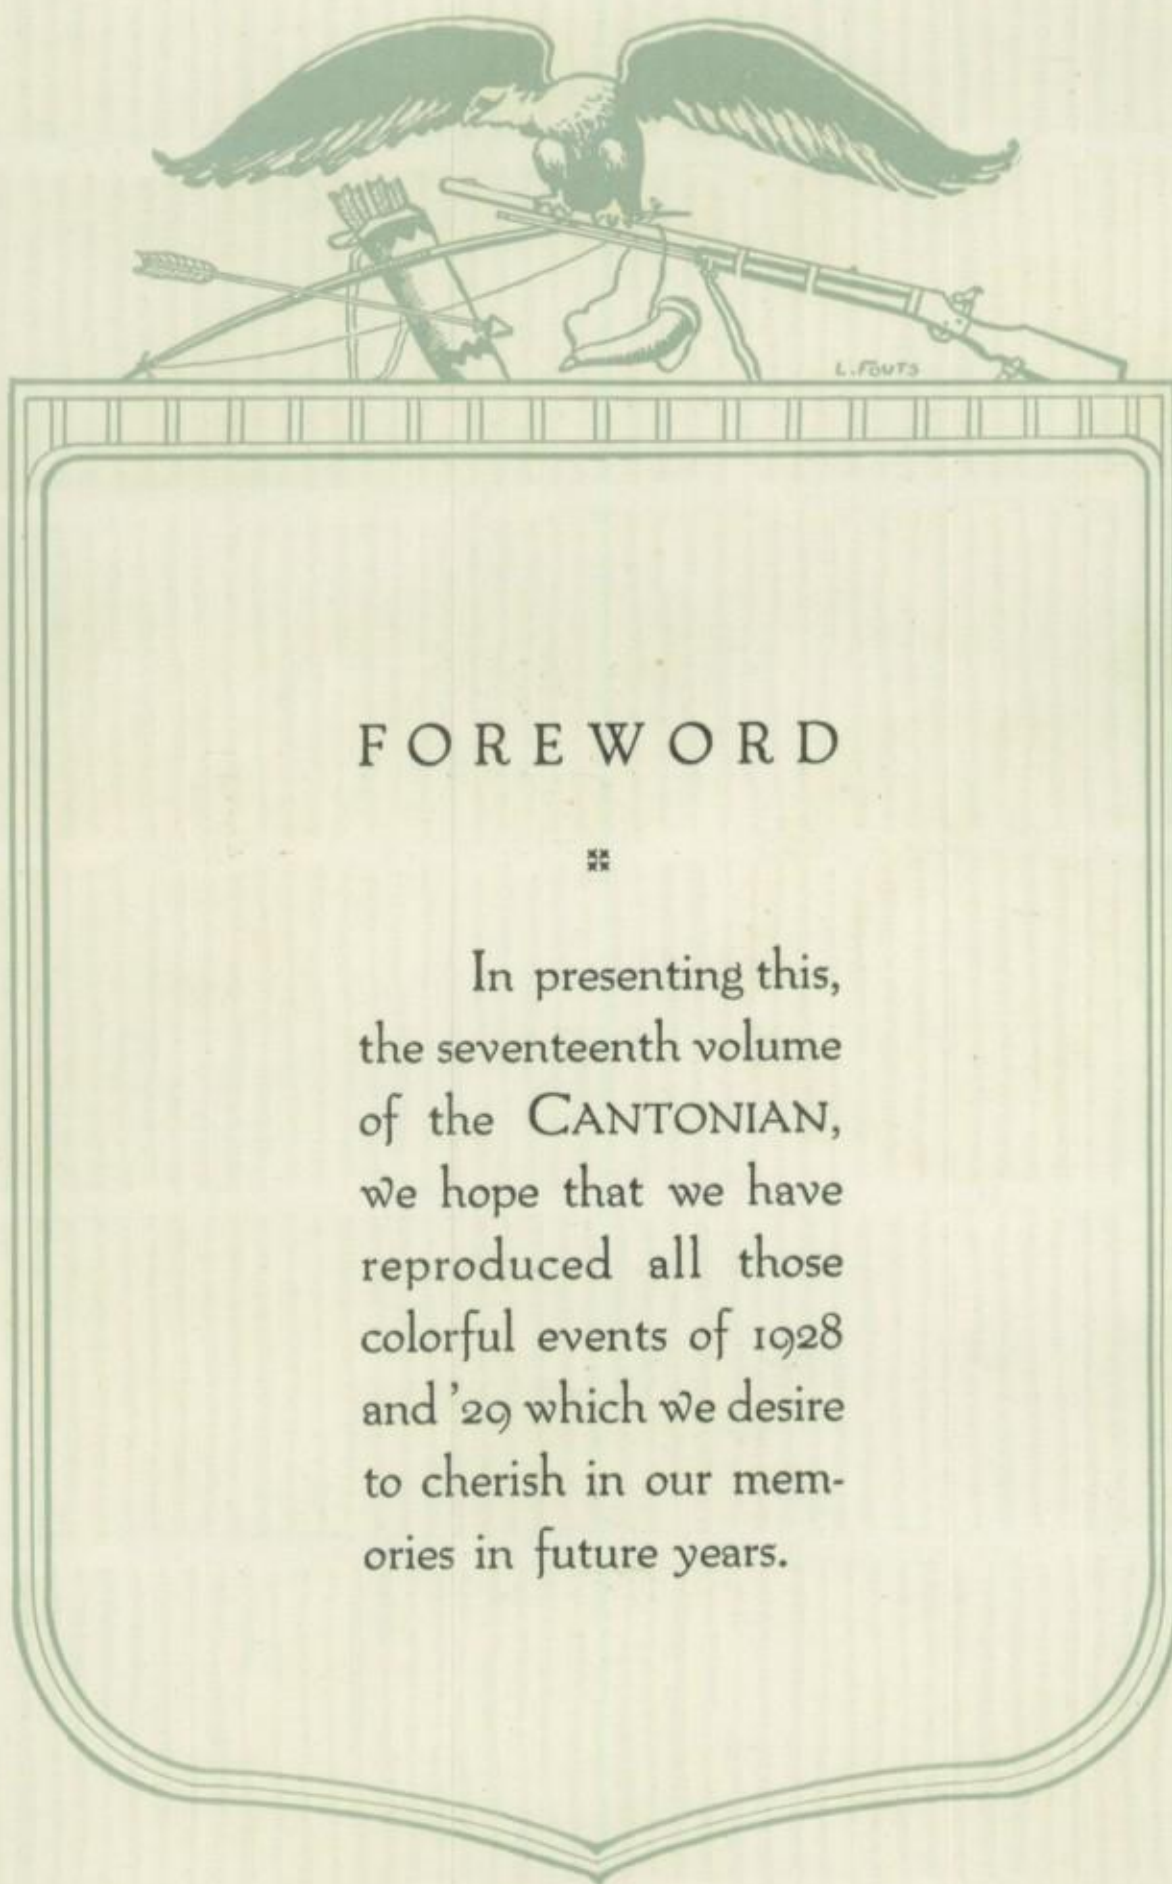 L. FOUTS
FOREWORD
In presenting this,
the seventeenth volume
of the CANTONIAN,
we hope that we have
reproduced all those
colorful events of 1928
and '29 which we desire
to cherish in our mem-
ories in future years.